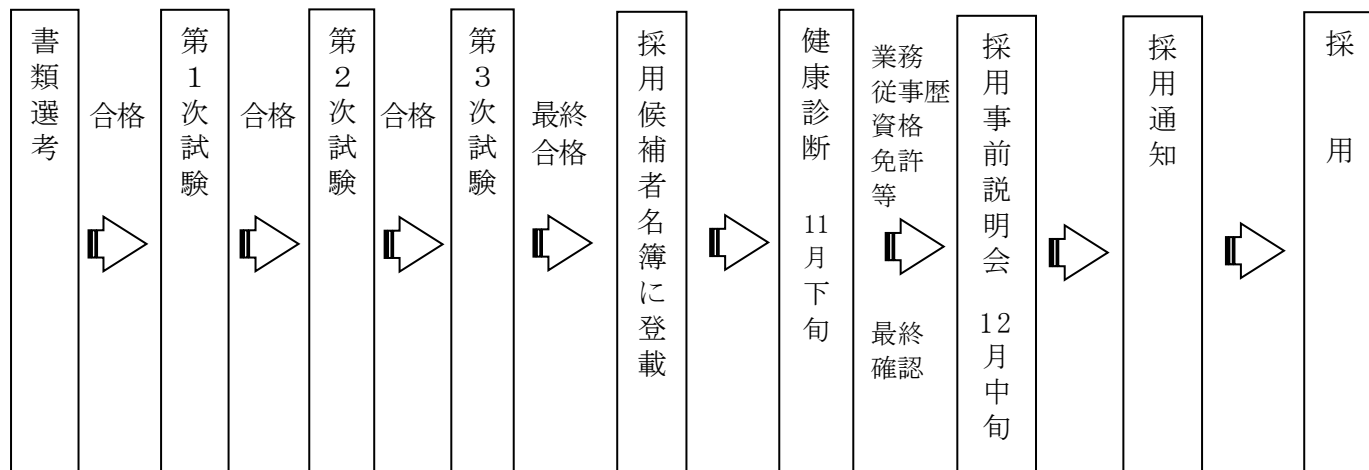 書類選考
合格
第1次試験
合格
第2次試験
合格
第3次試験
最終
合格
採用候補者名簿に登載
健康診断 11月下旬
業務
従事歴
資格
免許
等
最終
確認
採用事前説明会 12月中旬
採用通知
採用